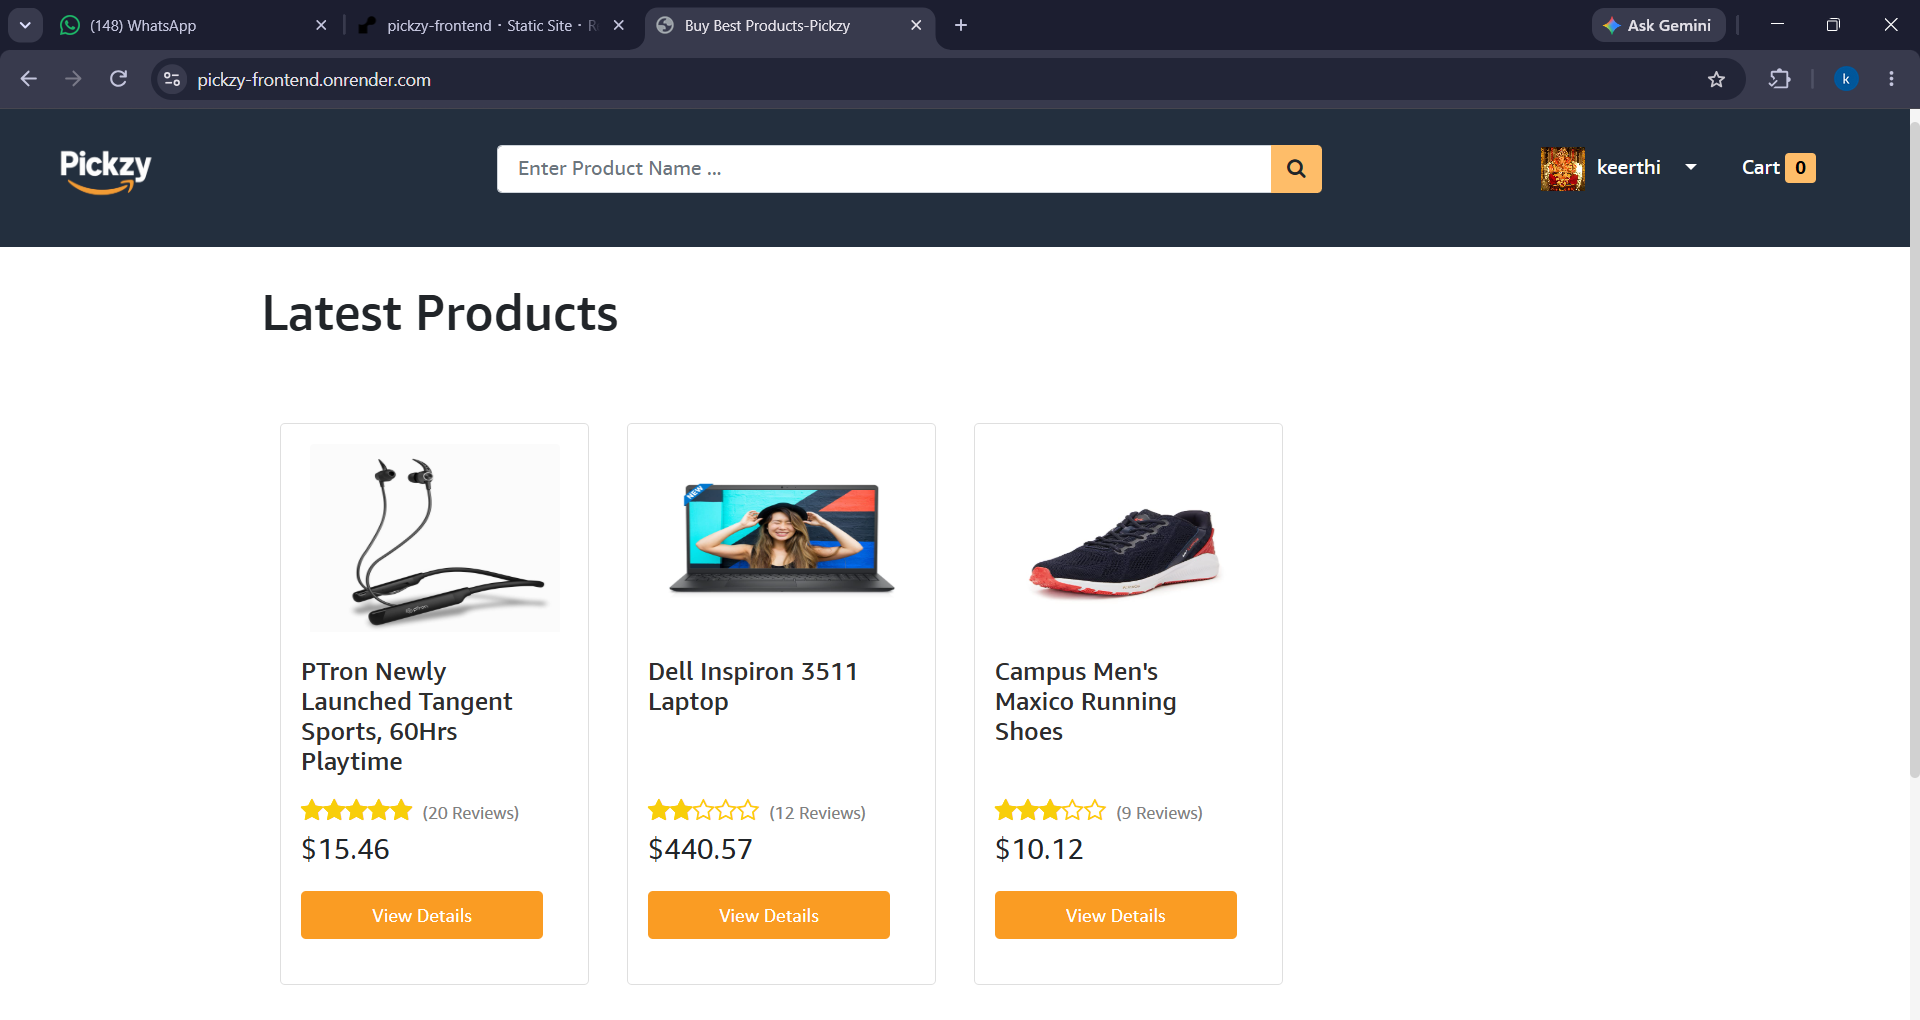 (148) WhatsApp
pickzy-frontend · Static Site ·
Buy Best Products-Pickzy
Ask Gemini
pickzy-frontend.onrender.com
k
Pickzy
Enter Product Name ...
keerthi
Cart 0
Latest Products
NEW
PTron Newly
Launched Tangent
Sports, 60Hrs
Playtime
(20 Reviews)
$15.46
View Details
Dell Inspiron 3511
Laptop
(12 Reviews)
$440.57
View Details
Campus Men's
Maxico Running
Shoes
(9 Reviews)
$10.12
View Details